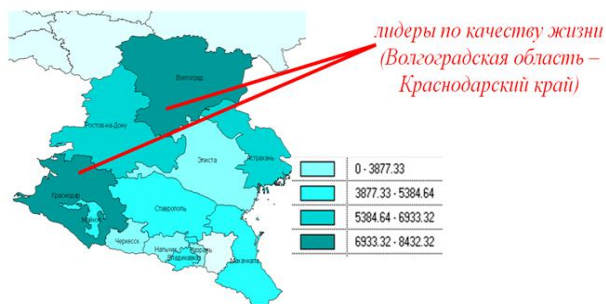 лидеры по качеству жизни
(Волгоградская область –
Краснодарский край)
Волгоград
Ростов-на-Дону
Элиста
Астрахань
Краснодар
Майкоп
Ставрополь
Черкесск
Нальчик
Владикавказ
Махачкала
0 - 3877.33
3877.33 - 5384.64
5384.64 - 6933.32
6933.32 - 8432.32